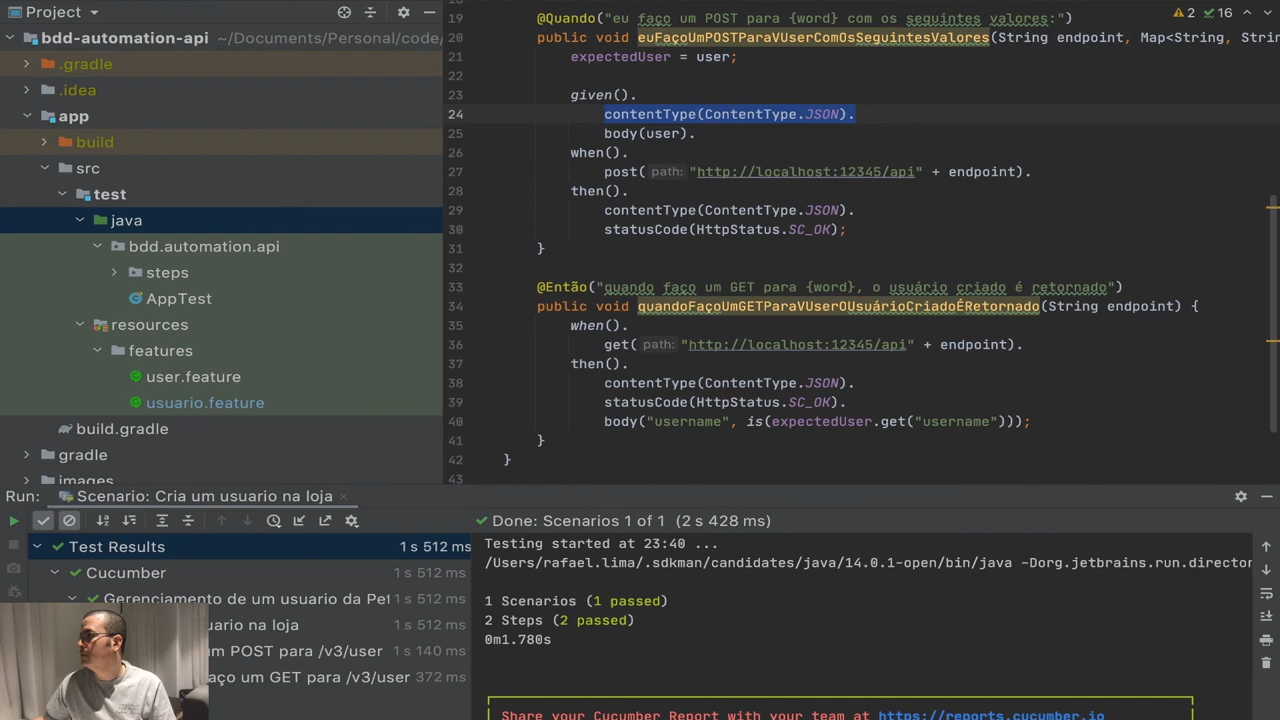 Project
bdd-automation-api ~/Documents/Personal/code/
.gradle
.idea
app
build
src
test
java
bdd.automation.api
steps
AppTest
resources
features
user.feature
usuario.feature
build.gradle
gradle
images
2 16
19 @Quando("eu faço um POST para {word} com os seguintes valores:")
20 public void euFaçoUmPOSTParaVUserComOsSeguintesValores(String endpoint, Map<String, Strin
21 expectedUser = user;
22
23 given().
24 contentType(ContentType.JSON).
25 body(user).
26 when().
27 post( path: "http://localhost:12345/api" + endpoint).
28 then().
29 contentType(ContentType.JSON).
30 statusCode(HttpStatus.SC_OK);
31 }
32
33 @Então("quando faço um GET para {word}, o usuário criado é retornado")
34 public void quandoFaçoUmGETParaVUserOUsuárioCriadoÉRetornado(String endpoint) {
35 when().
36 get( path: "http://localhost:12345/api" + endpoint).
37 then().
38 contentType(ContentType.JSON).
39 statusCode(HttpStatus.SC_OK).
40 body("username", is(expectedUser.get("username")));
41 }
42 }
43
Run: Scenario: Cria um usuario na loja
Test Results 1 s 512 ms
Cucumber 1 s 512 ms
Gerenciamento de um usuario da Pet 1 s 512 ms
usuario na loja 1 s 512 ms
um POST para /v3/user 1 s 140 ms
faço um GET para /v3/user 372 ms
Done: Scenarios 1 of 1 (2 s 428 ms)
Testing started at 23:40 ...
/Users/rafael.lima/.sdkman/candidates/java/14.0.1-open/bin/java -Dorg.jetbrains.run.director
1 Scenarios (1 passed)
2 Steps (2 passed)
0m1.780s
Share your Cucumber Report with your team at https://reports.cucumber.io